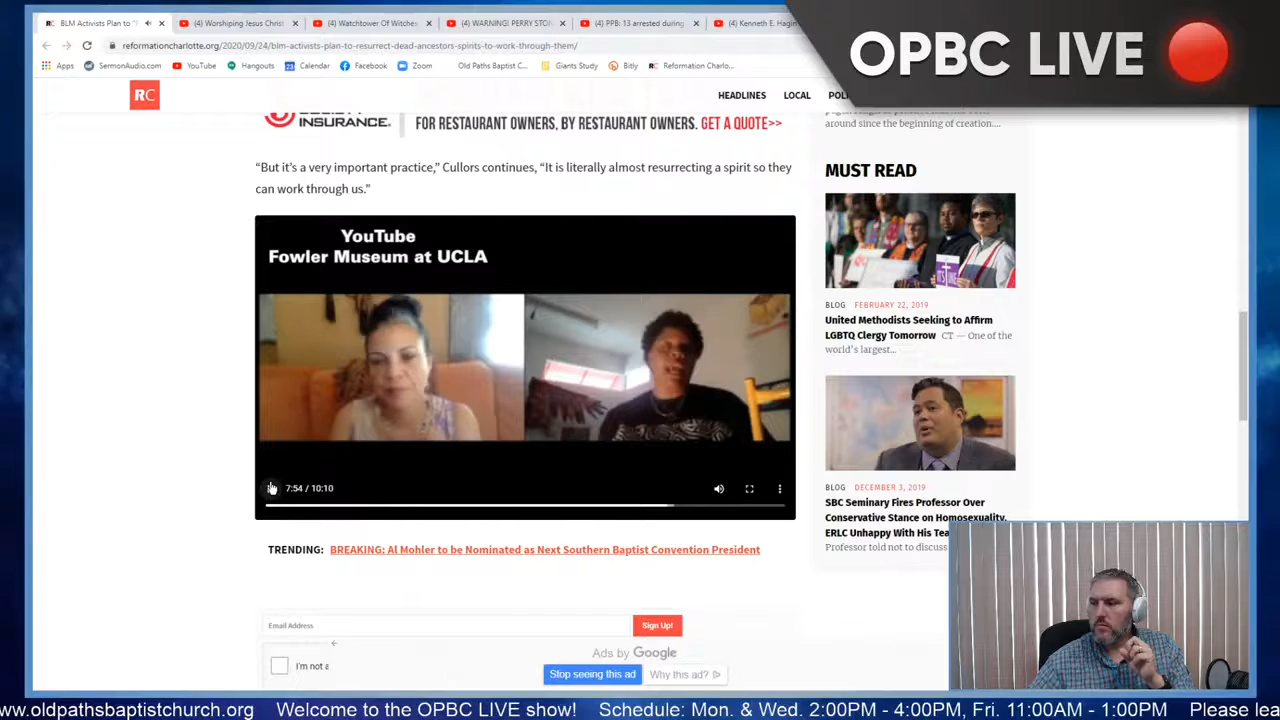 BLM Activists Plan to "
(4) Worshiping Jesus Christ
(4) Watchtower Of Witches
(4) WARNING! PERRY STON
(4) PPB: 13 arrested during
(4) Kenneth E. Hagin
OPBC LIVE
reformationcharlotte.org/2020/09/24/blm-activists-plan-to-resurrect-dead-ancestors-spirits-to-work-through-them/
Apps
SermonAudio.com
YouTube
Hangouts
Calendar
Facebook
Zoom
Old Paths Baptist C...
Giants Study
Bitly
Reformation Charlo...
RC
HEADLINES
LOCAL
INSURANCE.
FOR RESTAURANT OWNERS, BY RESTAURANT OWNERS. GET A QUOTE>>
around since the beginning of creation....
“But it’s a very important practice,” Cullors continues, “It is literally almost resurrecting a spirit so they
can work through us.”
MUST READ
YouTube
Fowler Museum at UCLA
BLOG FEBRUARY 22, 2019
United Methodists Seeking to Affirm
LGBTQ Clergy Tomorrow CT — One of the
world's largest...
7:54 / 10:10
BLOG DECEMBER 3, 2019
SBC Seminary Fires Professor Over
Conservative Stance on Homosexuality,
ERLC Unhappy With His Tea
Professor told not to discuss
TRENDING: BREAKING: Al Mohler to be Nominated as Next Southern Baptist Convention President
Email Address
Sign Up!
I'm not a
Ads by Google
Stop seeing this ad
Why this ad?
ww.oldpathsbaptistchurch.org Welcome to the OPBC LIVE show! Schedule: Mon. & Wed. 2:00PM - 4:00PM, Fri. 11:00AM - 1:00PM Please lea